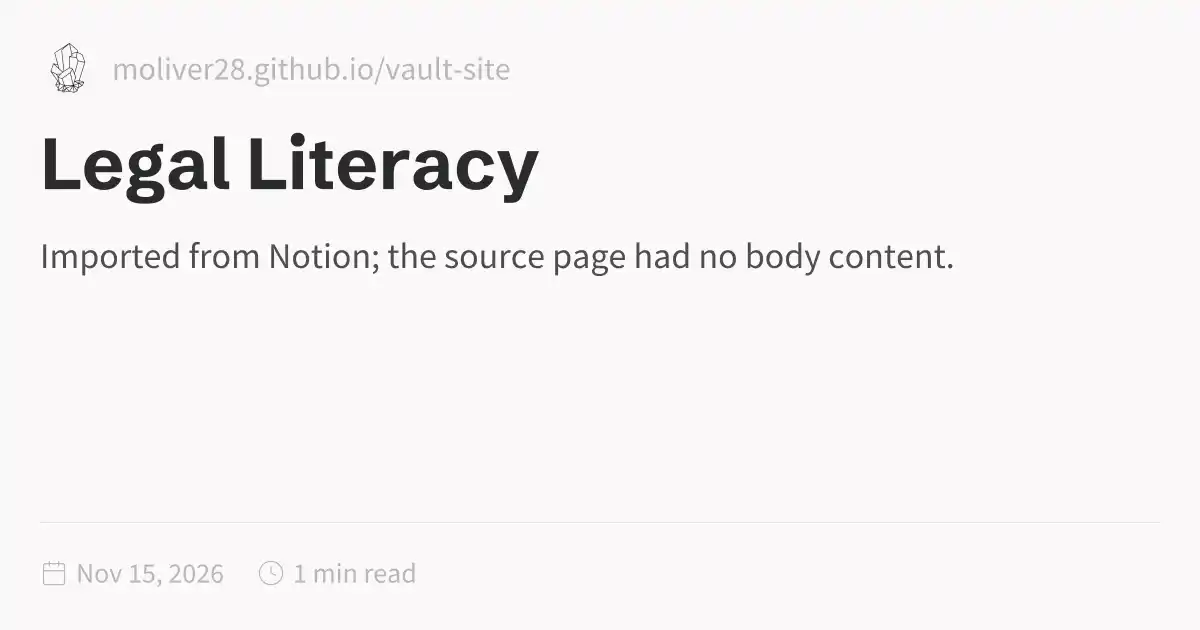 moliver28.github.io/vault-site
Legal Literacy
Imported from Notion; the source page had no body content.
Nov 15, 2026
1 min read